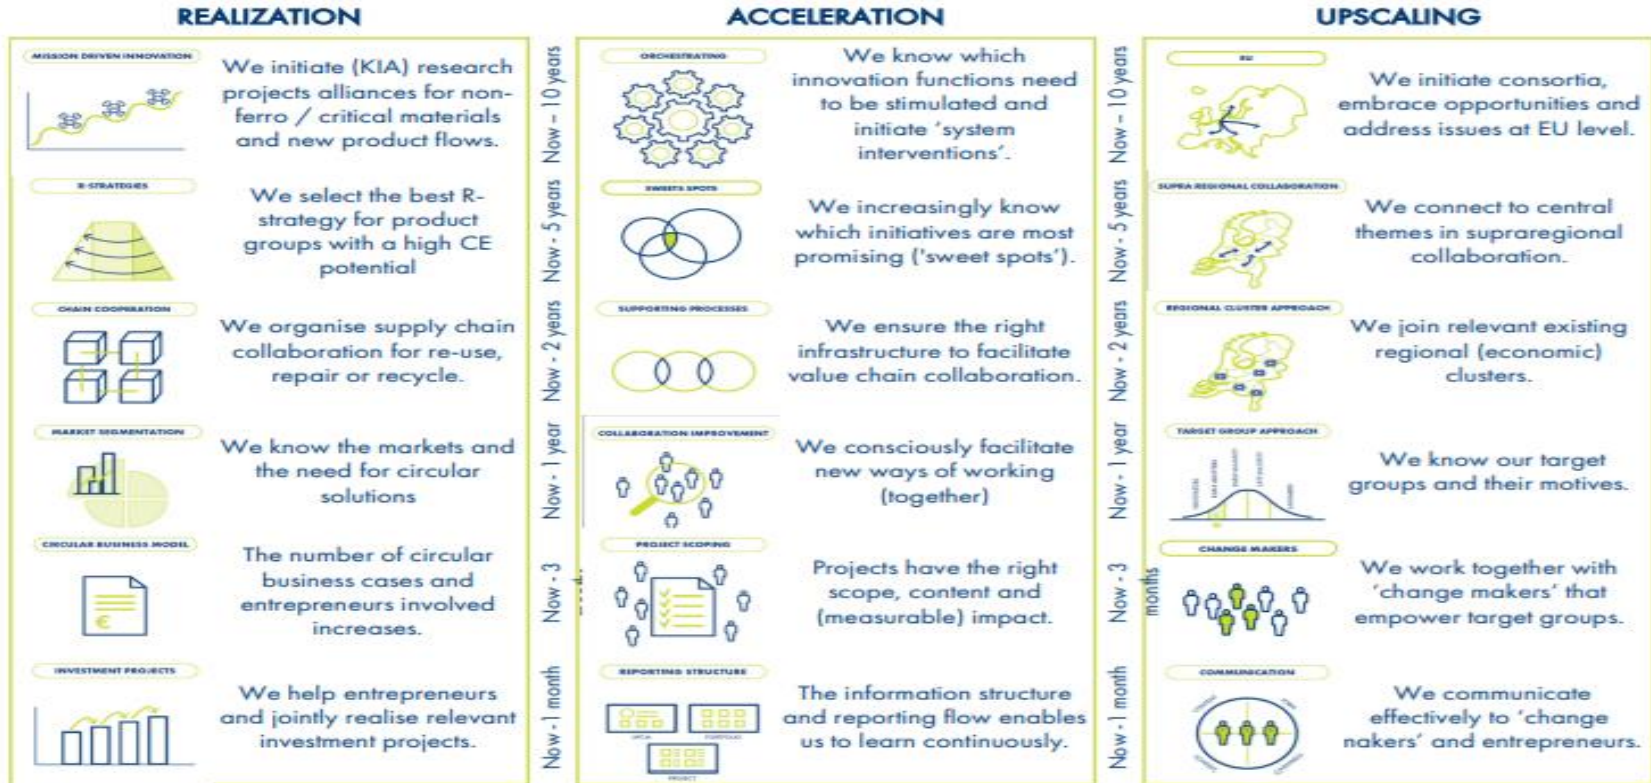 REALIZATION
MISSION DRIVEN INNOVATION
We initiate (KIA) research
projects alliances for non-
ferro / critical materials
and new product flows.
R-STRATEGIES
We select the best R-
strategy for product
groups with a high CE
potential
CHAIN COOPERATION
We organise supply chain
collaboration for re-use,
repair or recycle.
MARKET SEGMENTATION
We know the markets and
the need for circular
solutions
CIRCULAR BUSINESS MODEL
€
The number of circular
business cases and
entrepreneurs involved
increases.
INVESTMENT PROJECTS
We help entrepreneurs
and jointly realise relevant
investment projects.
Now – 10 years
Now - 5 years
Now - 2 years
Now - 1 year
Now - 3
Now - 1 month
ACCELERATION
ORCHESTRATING
We know which
innovation functions need
to be stimulated and
initiate ‘system
interventions’.
SWEETS SPOTS
We increasingly know
which initiatives are most
promising ('sweet spots’).
SUPPORTING PROCESSES
We ensure the right
infrastructure to facilitate
value chain collaboration.
COLLABORATION IMPROVEMENT
We consciously facilitate
new ways of working
(together)
PROJECT SCOPING
Projects have the right
scope, content and
(measurable) impact.
REPORTING STRUCTURE
PORTFOLIO
PROJECT
The information structure
and reporting flow enables
us to learn continuously.
Now – 10 years
Now - 5 years
Now - 2 years
Now - 1 year
Now - 3
months
Now - 1 month
UPSCALING
EU
We initiate consortia,
embrace opportunities and
address issues at EU level.
SUPRA REGIONAL COLLABORATION
We connect to central
themes in supraregional
collaboration.
REGIONAL CLUSTER APPROACH
We join relevant existing
regional (economic)
clusters.
TARGET GROUP APPROACH
We know our target
groups and their motives.
CHANGE MAKERS
We work together with
‘change makers’ that
empower target groups.
COMMUNICATION
We communicate
effectively to ‘change
nakers’ and entrepreneurs.